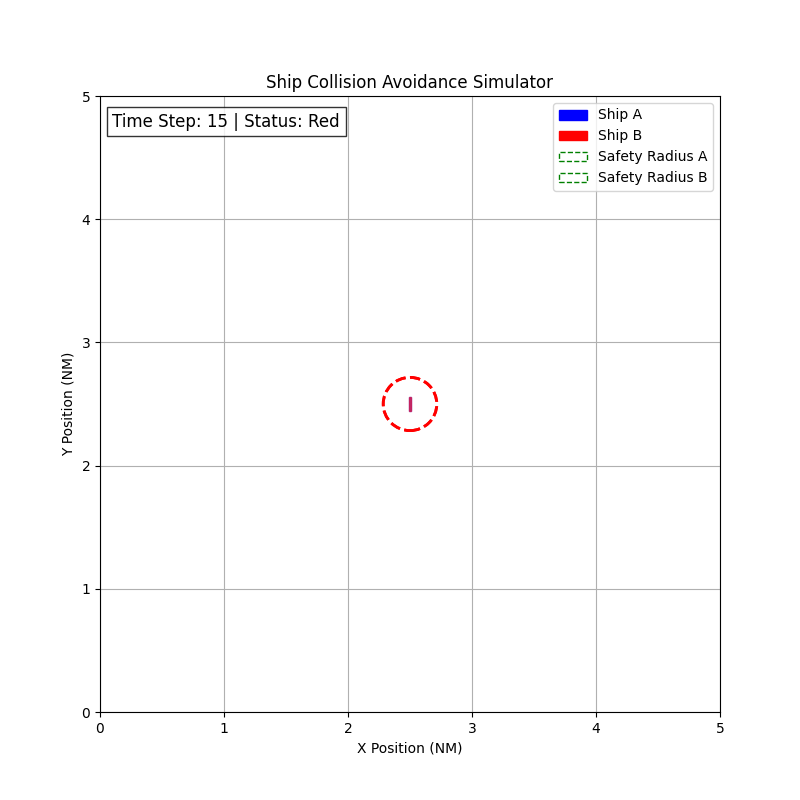 Ship Collision Avoidance Simulator
Time Step: 15 | Status: Red
Ship A
Ship B
Safety Radius A
Safety Radius B
5
4
3
2
1
0
Y Position (NM)
0 1 2 3 4 5
X Position (NM)